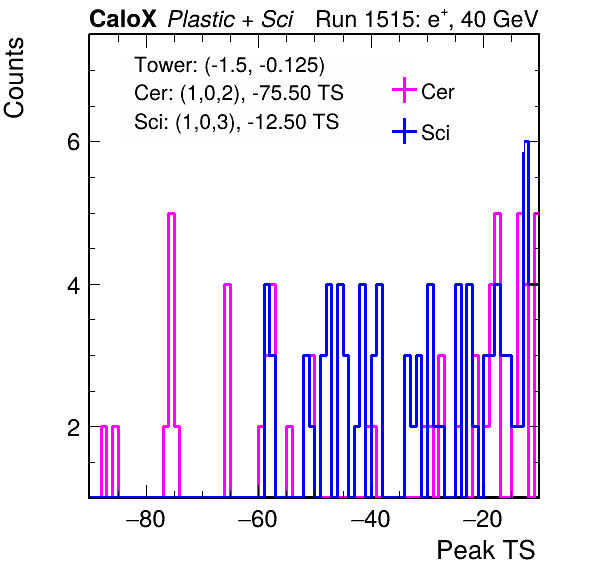 CaloX Plastic + Sci Run 1515: e+, 40 GeV
Counts
Tower: (-1.5, -0.125)
Cer: (1,0,2), -75.50 TS
Sci: (1,0,3), -12.50 TS
Cer
Sci
6
4
2
−80 −60 −40 −20
Peak TS